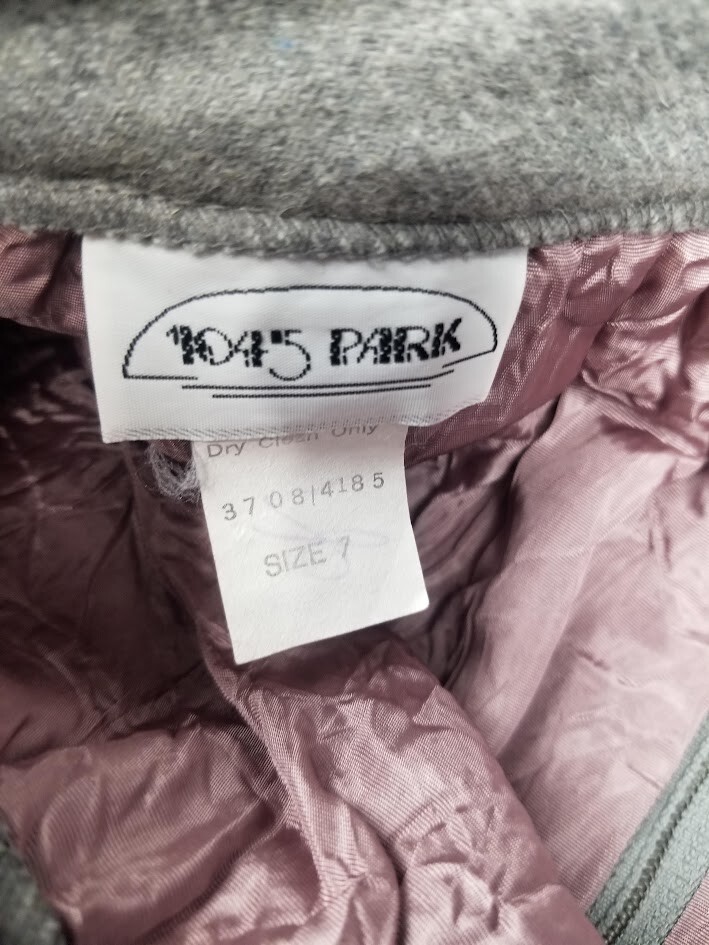 1045 PARK
Dry Clean Only
3708|4185
SIZE 7